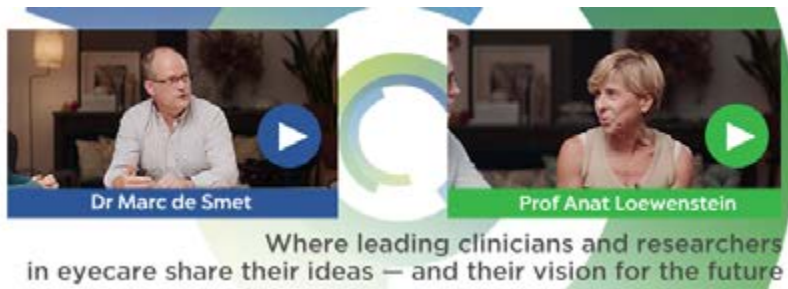 Dr Marc de Smet
Prof Anat Loewenstein
Where leading clinicians and researchers
in eyecare share their ideas — and their vision for the future